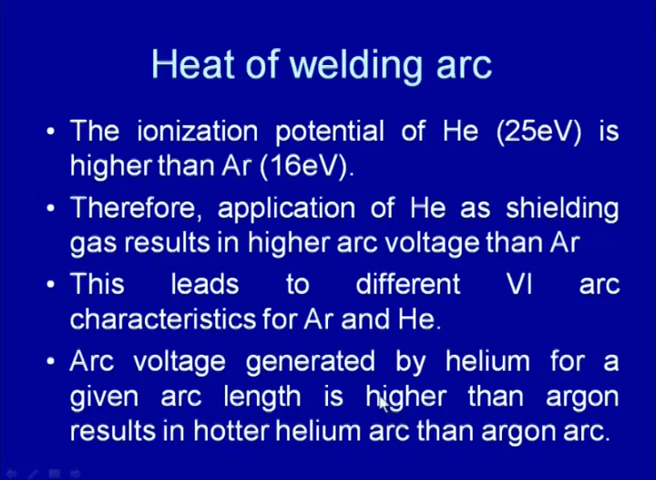 Heat of welding arc
• The ionization potential of He (25eV) is
higher than Ar (16eV).
• Therefore, application of He as shielding
gas results in higher arc voltage than Ar
• This leads to different VI arc
characteristics for Ar and He.
• Arc voltage generated by helium for a
given arc length is higher than argon
results in hotter helium arc than argon arc.